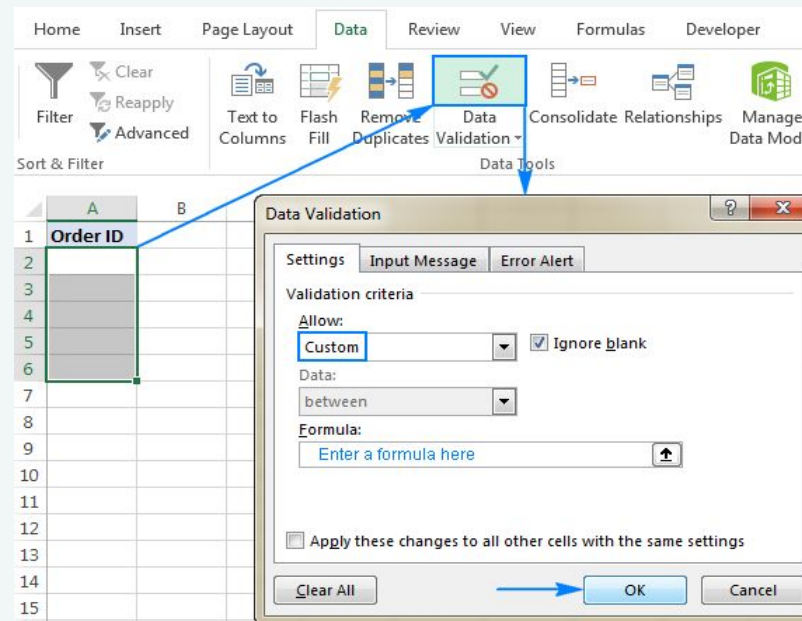 Home Insert Page Layout Data Review View Formulas Developer
Filter
Clear
Reapply
Advanced
Text to Columns
Flash Fill
Remove Duplicates
Data Validation
Consolidate
Relationships
Manage
Data Mod
Sort & Filter
Data Tools
A B
1 Order ID
2
3
4
5
6
7
8
9
10
11
12
13
14
15
Data Validation
? X
Settings Input Message Error Alert
Validation criteria
Allow:
Custom
Ignore blank
Data:
between
Formula:
Enter a formula here
Apply these changes to all other cells with the same settings
Clear All OK Cancel